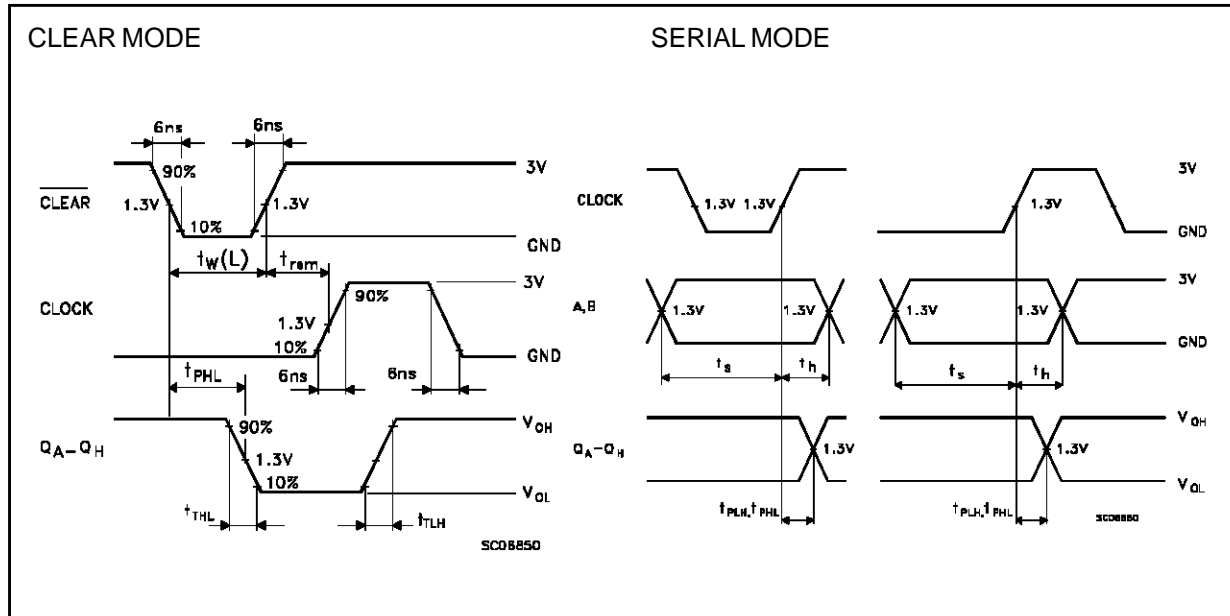 CLEAR MODE
6ns
6ns
90%
3V
CLEAR
1.3V
1.3V
10%
GND
tW(L)
trem
CLOCK
3V
90%
1.3V
10%
GND
tPHL
6ns
6ns
QA–QH
VOH
90%
1.3V
10%
VOL
tTHL
tTLH
SC06850
SERIAL MODE
3V
CLOCK
1.3V
1.3V
1.3V
GND
3V
A,B
1.3V
1.3V
1.3V
1.3V
GND
ts
th
ts
th
VOH
QA–QH
1.3V
1.3V
VOL
tPLH,tPHL
tPLH,tPHL
SC06860